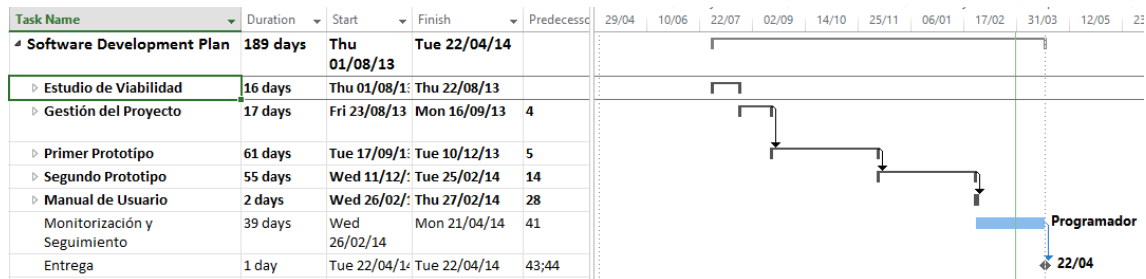 Task Name Duration Start Finish Predecesso 29/04 10/06 22/07 02/09 14/10 25/11 06/01 17/02 31/03 12/05 23
Software Development Plan 189 days Thu 01/08/13 Tue 22/04/14
Estudio de Viabilidad 16 days Thu 01/08/1 Thu 22/08/13
Gestión del Proyecto 17 days Fri 23/08/13 Mon 16/09/13 4
Primer Prototípo 61 days Tue 17/09/1 Tue 10/12/13 5
Segundo Prototipo 55 days Wed 11/12/ Tue 25/02/14 14
Manual de Usuario 2 days Wed 26/02/ Thu 27/02/14 28
Monitorización y Seguimiento 39 days Wed 26/02/14 Mon 21/04/14 41 Programador
Entrega 1 day Tue 22/04/1 Tue 22/04/14 43;44 22/04